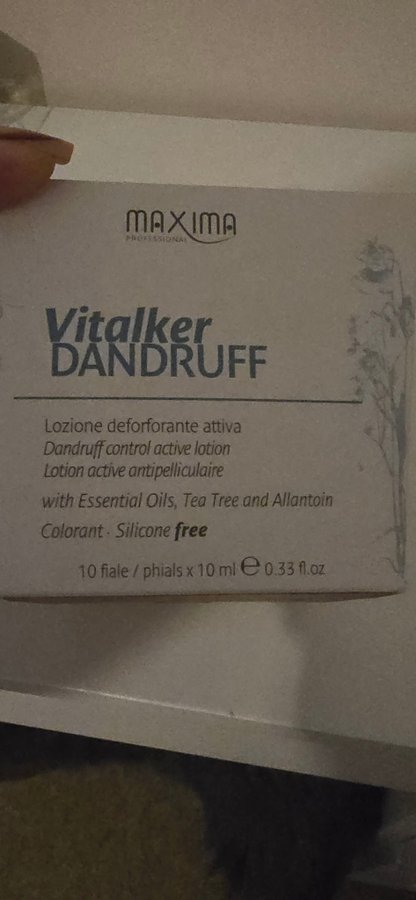 MAXIMA
PROFESSIONAL
Vitalker
DANDRUFF
Lozione deforforante attiva
Dandruff control active lotion
Lotion active antipelliculaire
with Essential Oils, Tea Tree and Allantoin
Colorant · Silicone free
10 fiale / phials x 10 ml ℮ 0.33 fl.oz